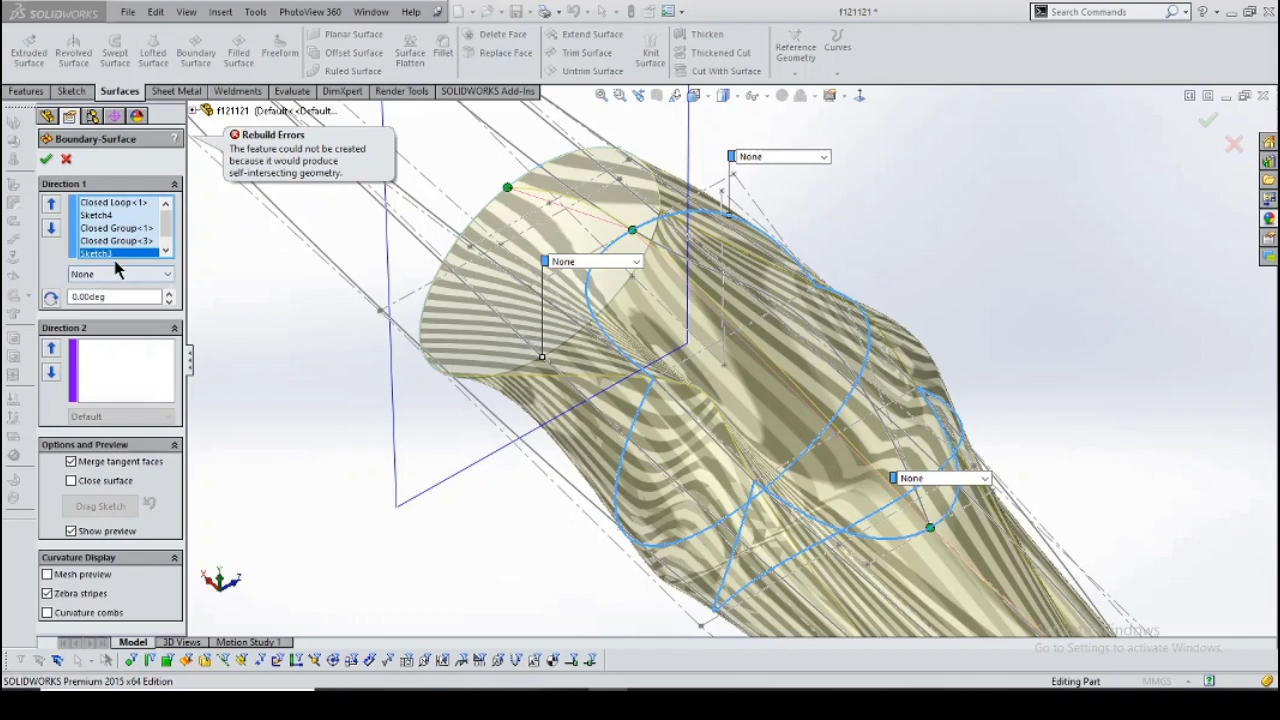 SOLIDWORKS
File
Edit
View
Insert
Tools
PhotoView 360
Window
Help
f121121 *
Search Commands
Extruded Surface
Revolved Surface
Swept Surface
Lofted Surface
Boundary Surface
Filled Surface
Freeform
Planar Surface
Offset Surface
Ruled Surface
Surface Flatten
Fillet
Delete Face
Replace Face
Extend Surface
Trim Surface
Untrim Surface
Knit Surface
Thicken
Thickened Cut
Cut With Surface
Reference Geometry
Curves
Features
Sketch
Surfaces
Sheet Metal
Weldments
Evaluate
DimXpert
Render Tools
SOLIDWORKS Add-Ins
f121121 (Default<<Default...
Boundary-Surface
?
Rebuild Errors
The feature could not be created
because it would produce
self-intersecting geometry.
Direction 1
Closed Loop<1>
Sketch4
Closed Group<1>
Closed Group<3>
Sketch3
None
0.00deg
Direction 2
Default
Options and Preview
Merge tangent faces
Close surface
Drag Sketch
Show preview
Curvature Display
Mesh preview
Zebra stripes
Curvature combs
None
None
None
X
Y
Z
Go to Settings to activate Windows.
Model
3D Views
Motion Study 1
SOLIDWORKS Premium 2015 x64 Edition
Editing Part
MMGS